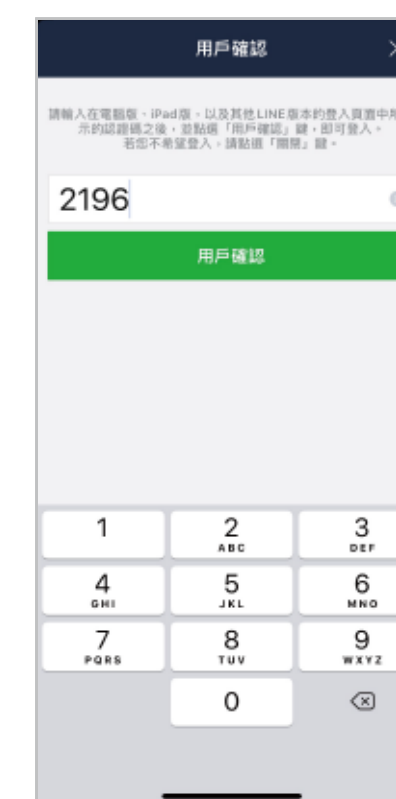 用戶確認
請輸入在電腦版、iPad版、以及其他LINE版本的登入頁面中所
示的認證碼之後，並點選「用戶確認」鍵，即可登入。
若您不希望登入，請點選「關閉」鍵。
2196
用戶確認
1
2
ABC
3
DEF
4
GHI
5
JKL
6
MNO
7
PQRS
8
TUV
9
WXYZ
0